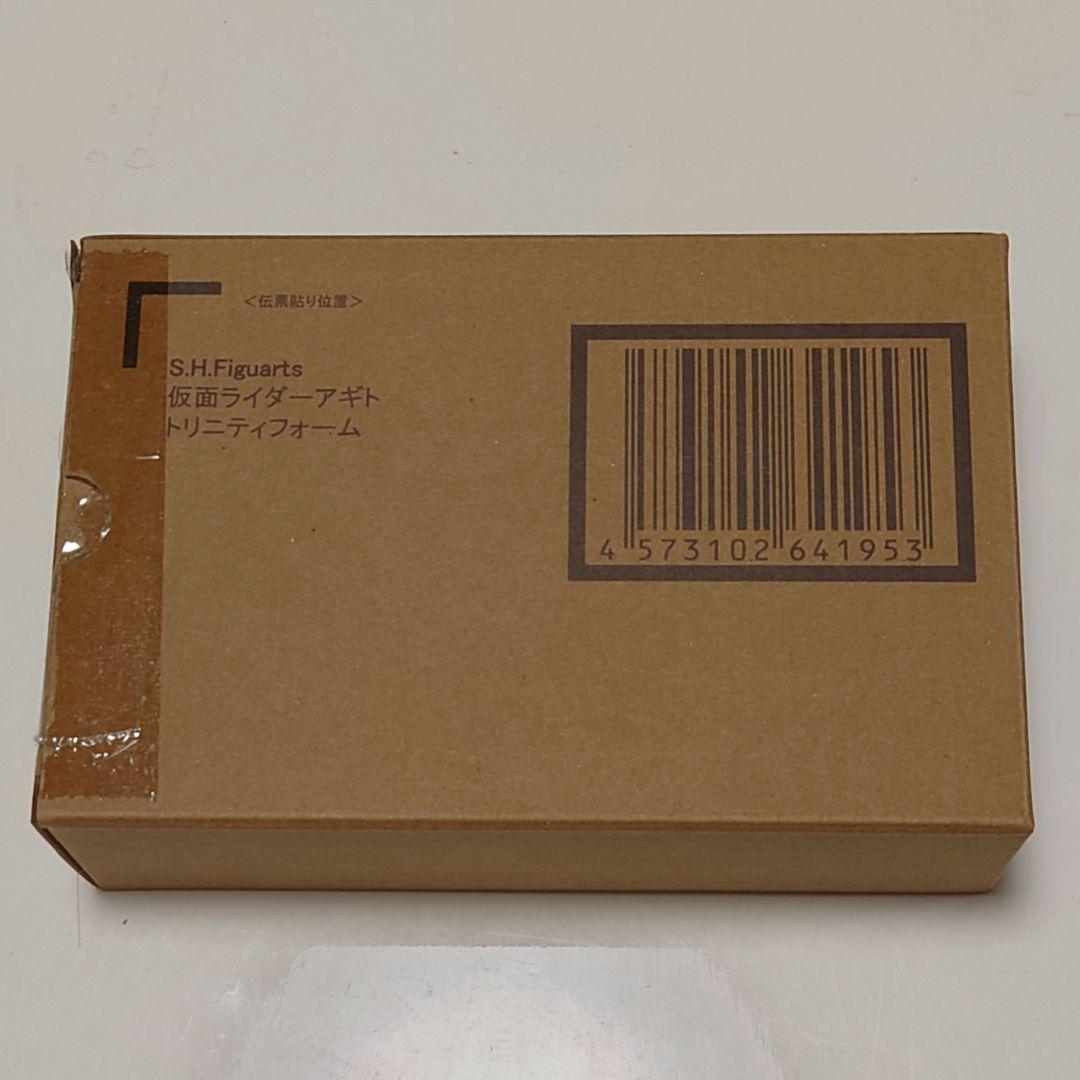 <伝票貼り位置>
S.H.Figuarts
仮面ライダーアギト
トリニティフォーム
4 573102 641953